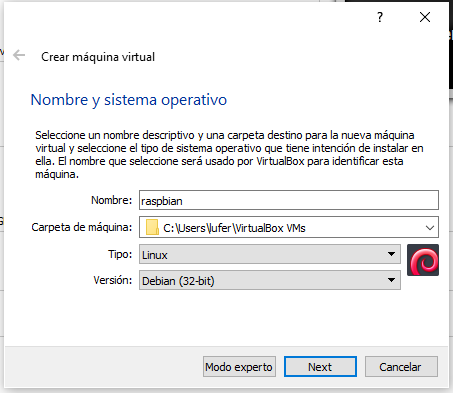 ?
Crear máquina virtual
Nombre y sistema operativo
Seleccione un nombre descriptivo y una carpeta destino para la nueva máquina
virtual y seleccione el tipo de sistema operativo que tiene intención de instalar en
ella. El nombre que seleccione será usado por VirtualBox para identificar esta
máquina.
Nombre: raspbian
Carpeta de máquina: C:\Users\lufer\VirtualBox VMs
Tipo: Linux
Versión: Debian (32-bit)
Modo experto Next Cancelar